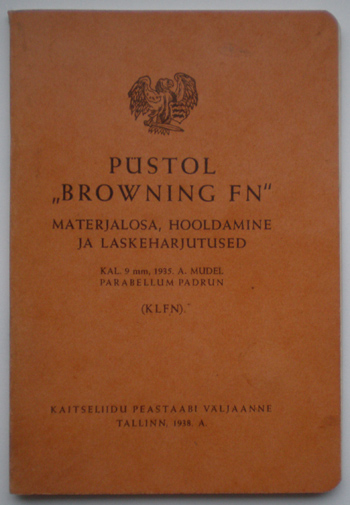 PÜSTOL
„BROWNING FN"
MATERJALOSA, HOOLDAMINE
JA LASKEHARJUTUSED
KAL. 9 mm, 1935. A. MUDEL
PARABELLUM PADRUN
(KLFN).
KAITSELIIDU PEASTAABI VÄLJAANNE
TALLINN, 1938. A.